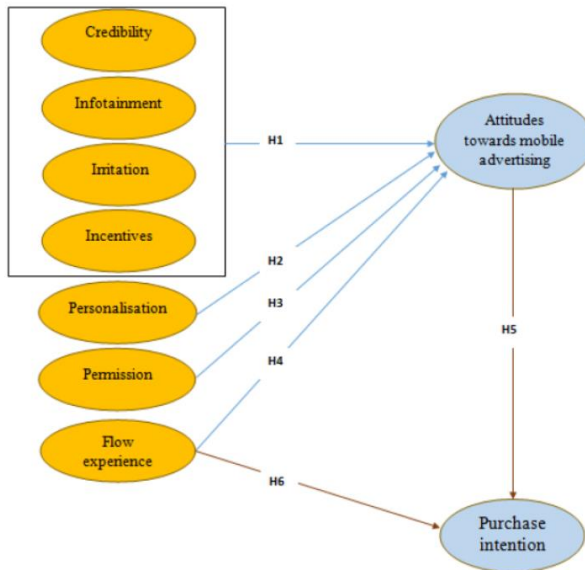 Credibility
Infotainment
Irritation
Incentives
Personalisation
Permission
Flow
experience
H1
H2
H3
H4
H6
Attitudes
towards mobile
advertising
H5
Purchase
intention